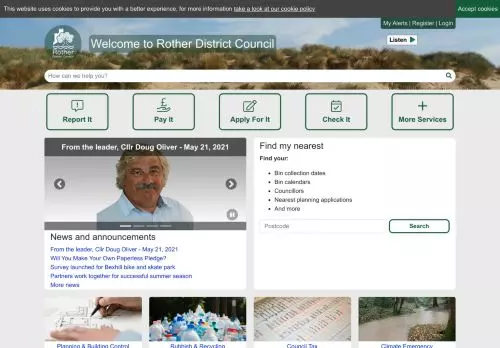 This website uses cookies to provide you with a better experience, for more information take a look at our cookie policy
Accept cookies
My Alerts | Register | Login
Rother
District Council
Welcome to Rother District Council
Listen
How can we help you?
Report It
Pay It
Apply For It
Check It
More Services
From the leader, Cllr Doug Oliver - May 21, 2021
News and announcements
From the leader, Cllr Doug Oliver - May 21, 2021
Will You Make Your Own Paperless Pledge?
Survey launched for Bexhill bike and skate park
Partners work together for successful summer season
More news
Find my nearest
Find your:
Bin collection dates
Bin calendars
Councillors
Nearest planning applications
And more
Postcode
Search
Planning & Building Control
Rubbish & Recycling
Council Tax
Climate Emergency